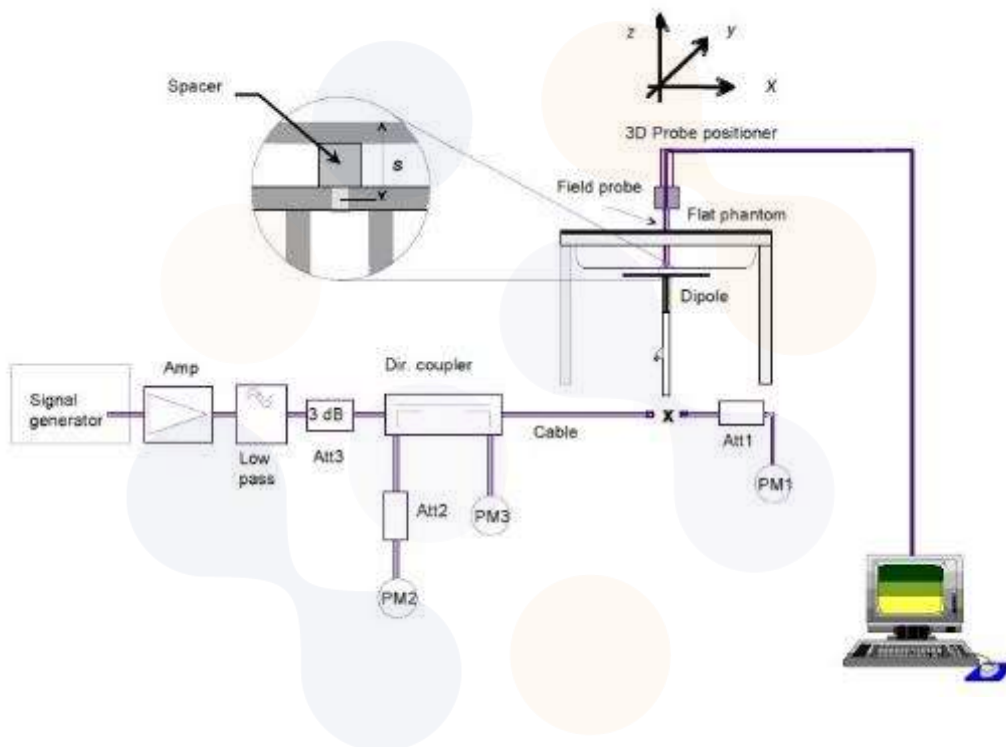 z
y
X
Spacer
s
3D Probe positioner
Field probe
Flat phantom
Dipole
Signal
generator
Amp
Low
pass
3 dB
Att3
Dir. coupler
Att2
PM2
PM3
Cable
x
Att1
PM1